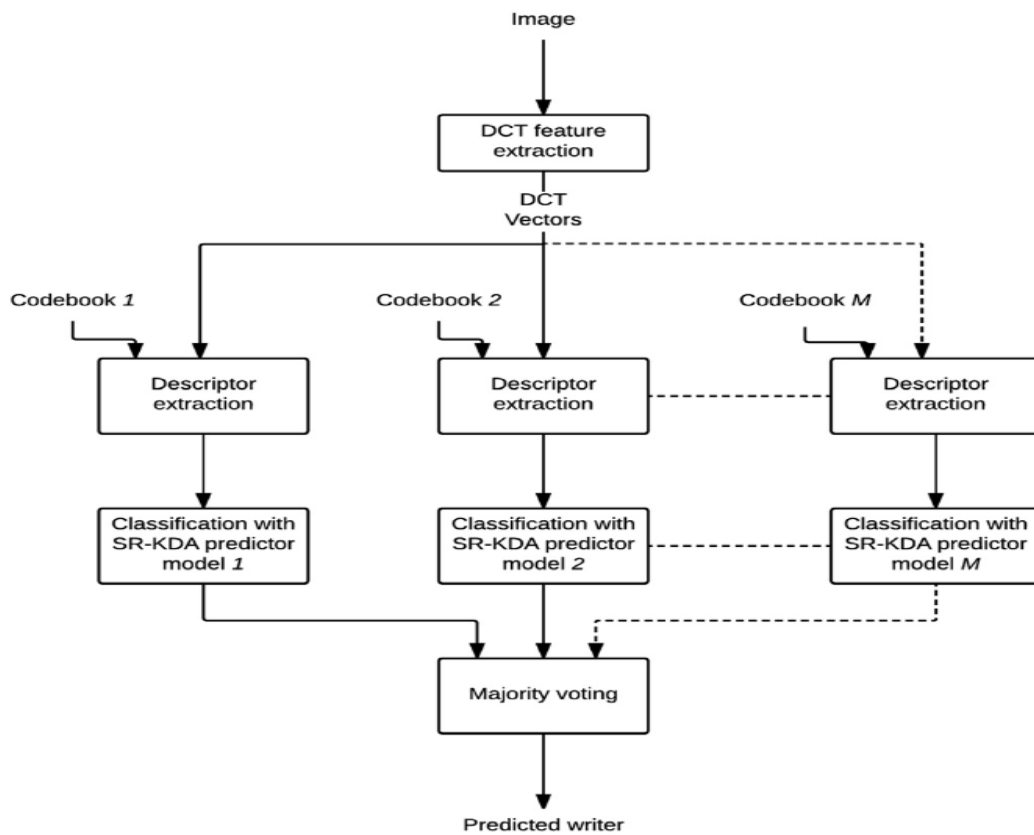 Image
DCT feature
extraction
DCT
Vectors
Codebook 1
Codebook 2
Codebook M
Descriptor
extraction
Descriptor
extraction
Descriptor
extraction
Classification with
SR-KDA predictor
model 1
Classification with
SR-KDA predictor
model 2
Classification with
SR-KDA predictor
model M
Majority voting
Predicted writer